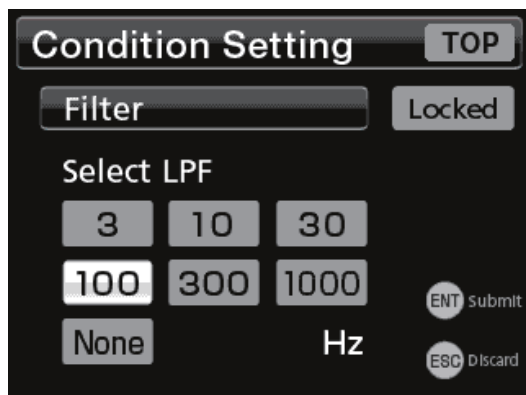 Condition Setting TOP
Filter Locked
Select LPF
3 10 30
100 300 1000
ENT Submit
None Hz
ESC Discard